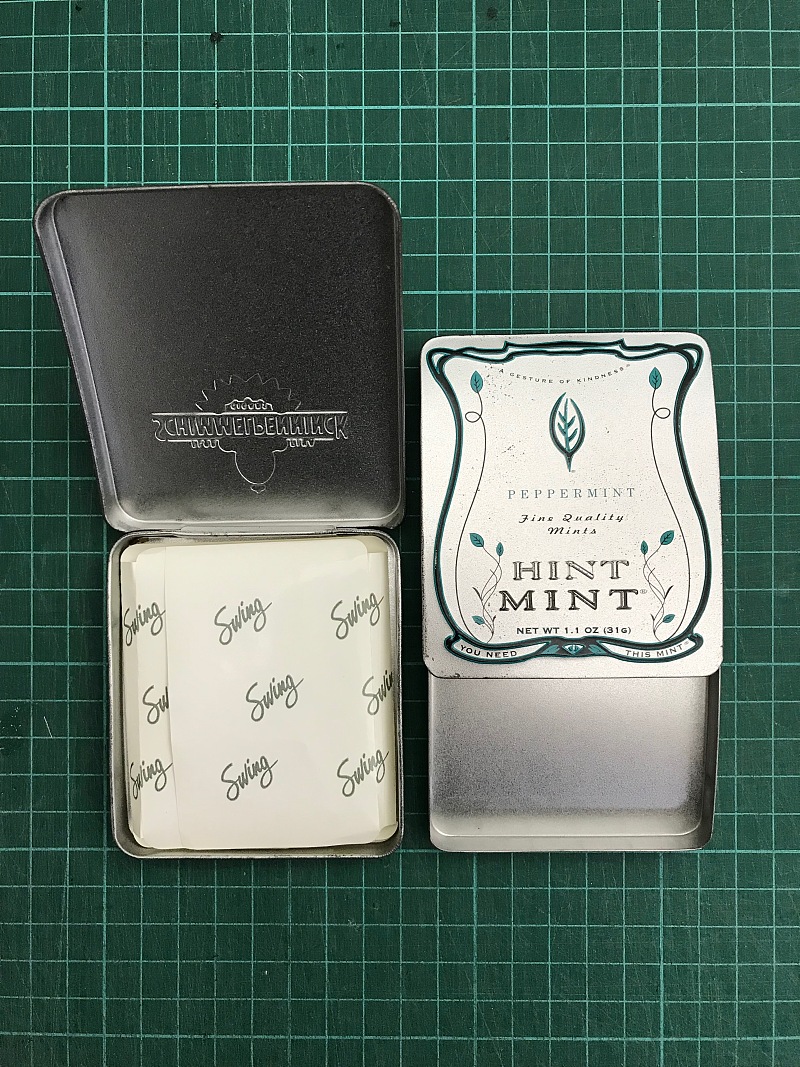 SCHIMMELPENNINCK
Swing
Swing
Swing
Swing
Swing
Swing
Swing
Swing
Swing
A GESTURE OF KINDNESS®
PEPPERMINT
Fine Quality
Mints
HINT
MINT®
NET WT 1.1 OZ (31G)
YOU NEED THIS MINT